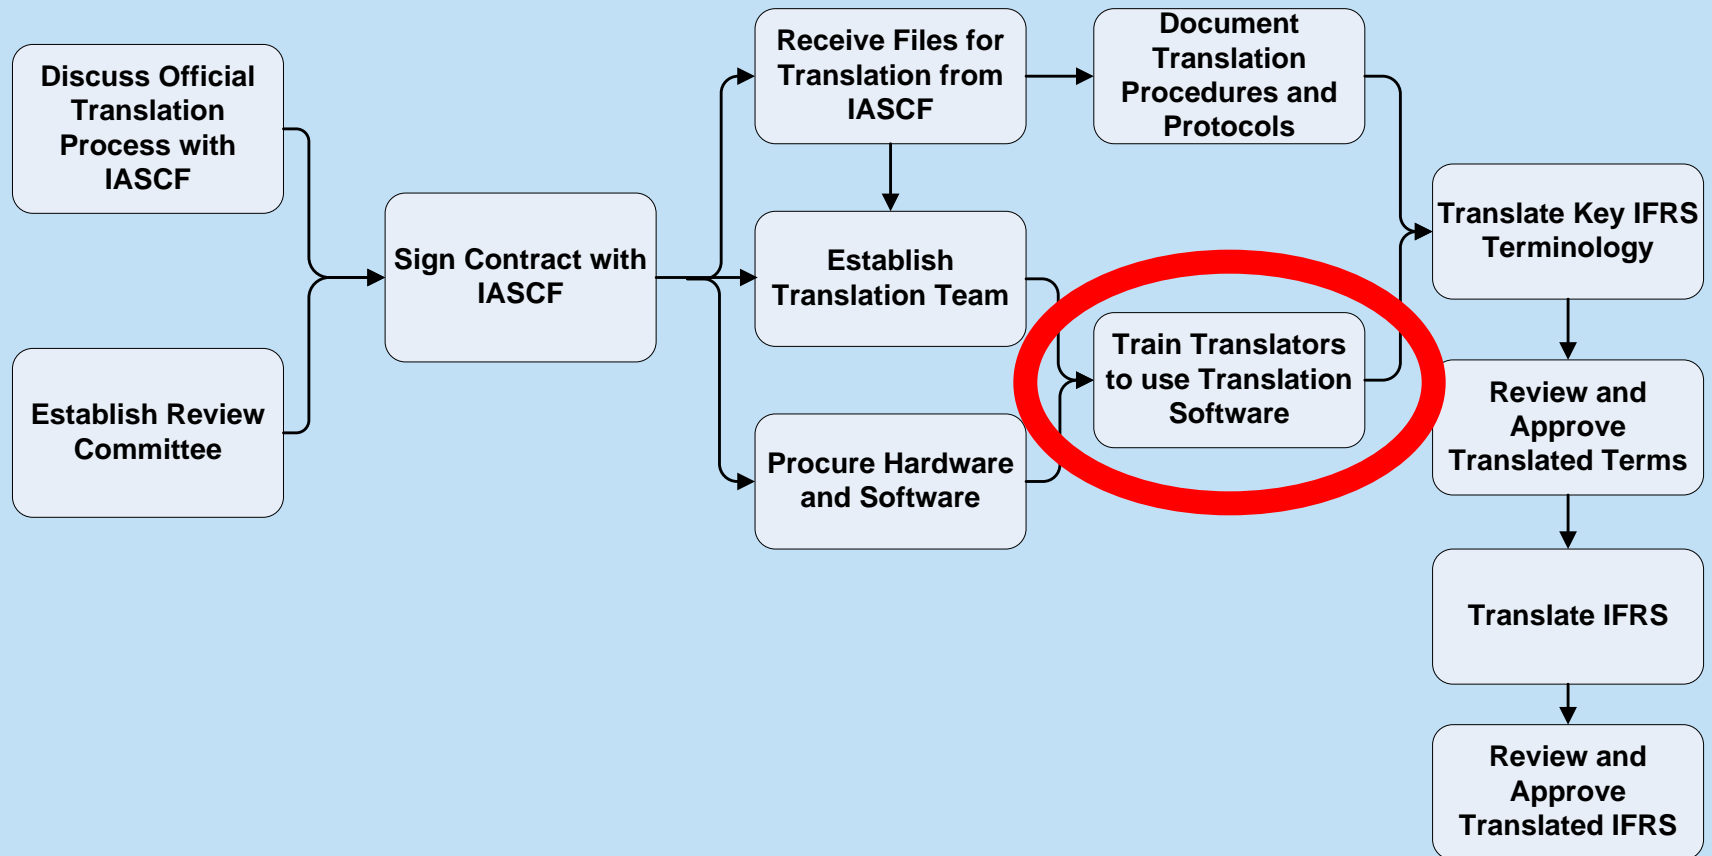 Discuss Official
Translation
Process with
IASCF
Establish Review
Committee
Sign Contract with
IASCF
Receive Files for
Translation from
IASCF
Establish
Translation Team
Procure Hardware
and Software
Document
Translation
Procedures and
Protocols
Train Translators
to use Translation
Software
Translate Key IFRS
Terminology
Review and
Approve
Translated Terms
Translate IFRS
Review and
Approve
Translated IFRS